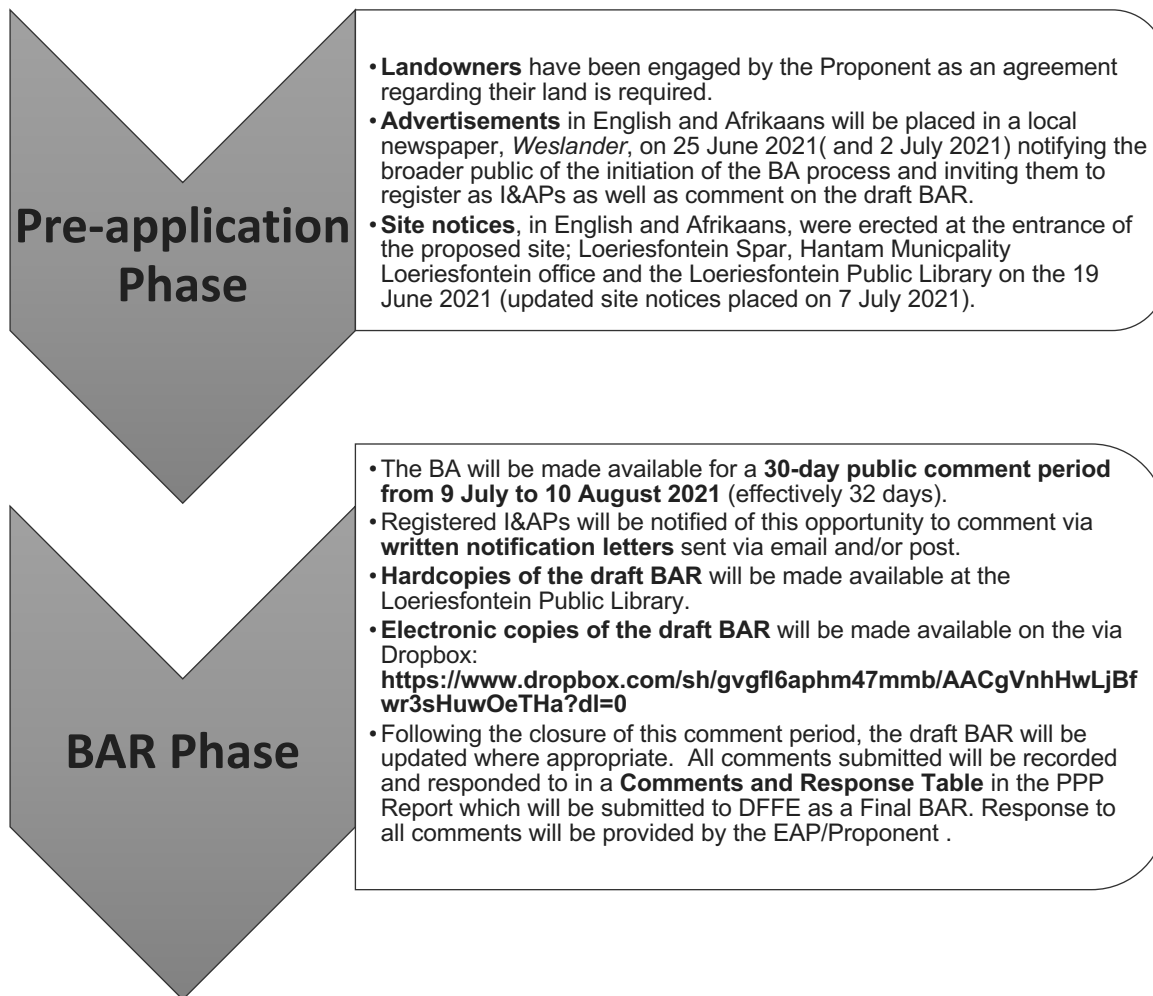 Pre-application
Phase
•Landowners have been engaged by the Proponent as an agreement
regarding their land is required.
•Advertisements in English and Afrikaans will be placed in a local
newspaper, Weslander, on 25 June 2021( and 2 July 2021) notifying the
broader public of the initiation of the BA process and inviting them to
register as I&APs as well as comment on the draft BAR.
•Site notices, in English and Afrikaans, were erected at the entrance of
the proposed site; Loeriesfontein Spar, Hantam Municpality
Loeriesfontein office and the Loeriesfontein Public Library on the 19
June 2021 (updated site notices placed on 7 July 2021).
BAR Phase
•The BA will be made available for a 30-day public comment period
from 9 July to 10 August 2021 (effectively 32 days).
•Registered I&APs will be notified of this opportunity to comment via
written notification letters sent via email and/or post.
•Hardcopies of the draft BAR will be made available at the
Loeriesfontein Public Library.
•Electronic copies of the draft BAR will be made available on the via
Dropbox:
https://www.dropbox.com/sh/gvgfl6aphm47mmb/AACgVnhHwLjBf
wr3sHuwOeTHa?dl=0
•Following the closure of this comment period, the draft BAR will be
updated where appropriate.  All comments submitted will be recorded
and responded to in a Comments and Response Table in the PPP
Report which will be submitted to DFFE as a Final BAR. Response to
all comments will be provided by the EAP/Proponent .